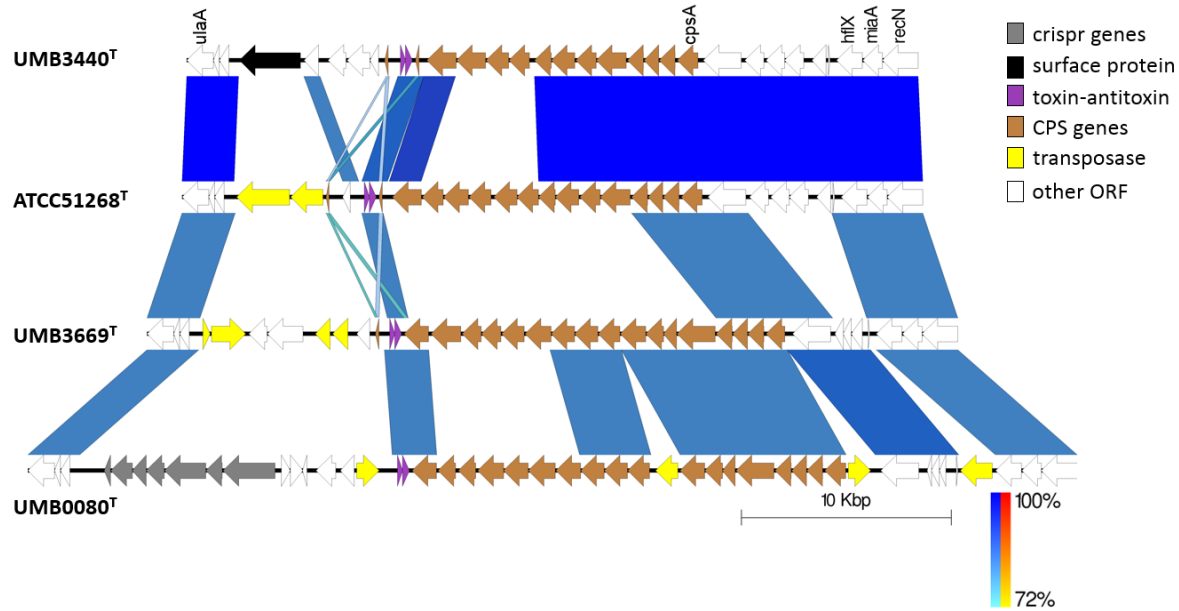 ulaA
cpsA
hflX
miaA
recN
UMB3440T
ATCC51268T
UMB3669T
UMB0080T
crispr genes
surface protein
toxin-antitoxin
CPS genes
transposase
other ORF
10 Kbp
100%
72%